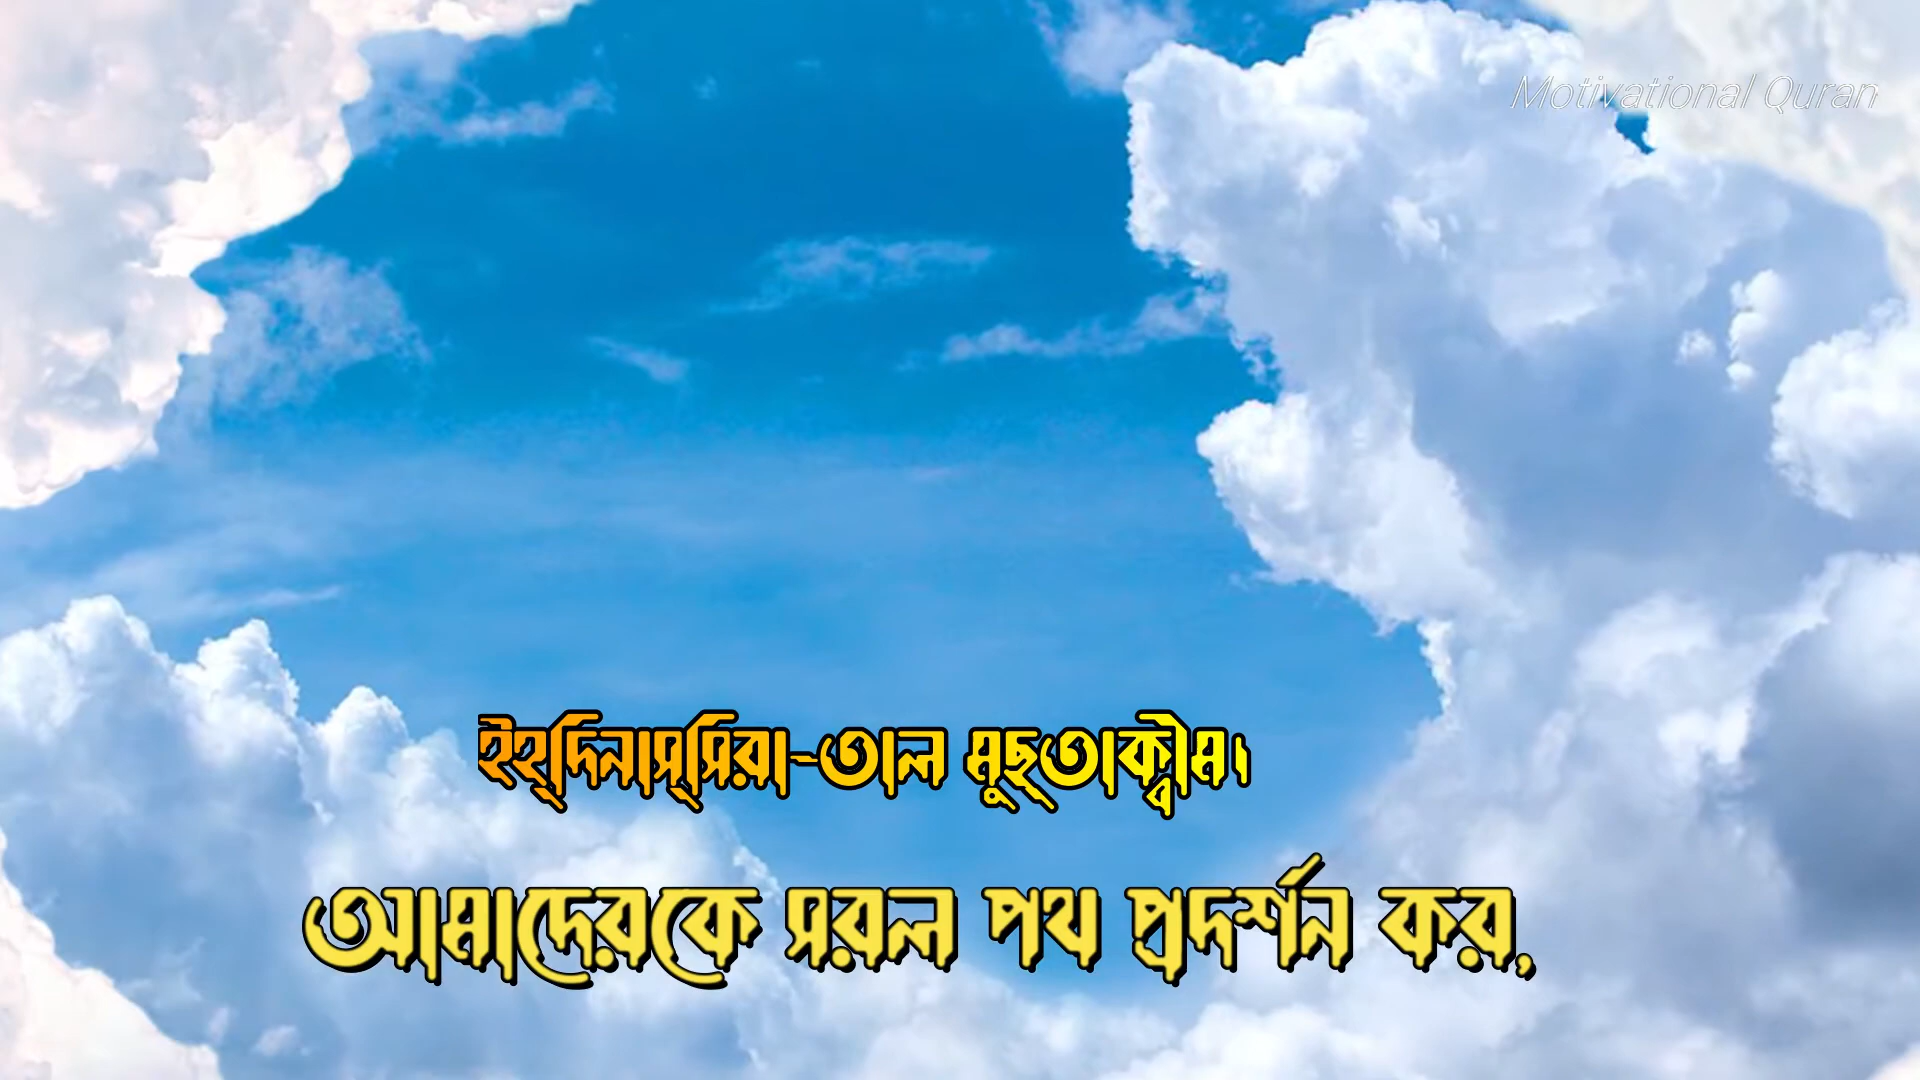 Motivational Quran
ইহ্দিনাস্সিরা-তাল মুছ্তাক্বীম।
আমাদেরকে সরল পথ প্রদর্শন কর,